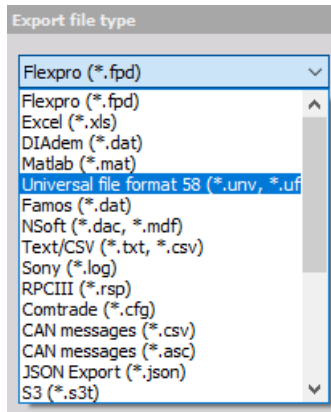 Export file type
Flexpro (*.fpd)
Flexpro (*.fpd)
Excel (*.xls)
DIAdem (*.dat)
Matlab (*.mat)
Universal file format 58 (*.unv, *.uf
Famos (*.dat)
NSoft (*.dac, *.mdf)
Text/CSV (*.txt, *.csv)
Sony (*.log)
RPCIII (*.rsp)
Comtrade (*.cfg)
CAN messages (*.csv)
CAN messages (*.asc)
JSON Export (*.json)
S3 (*.s3t)